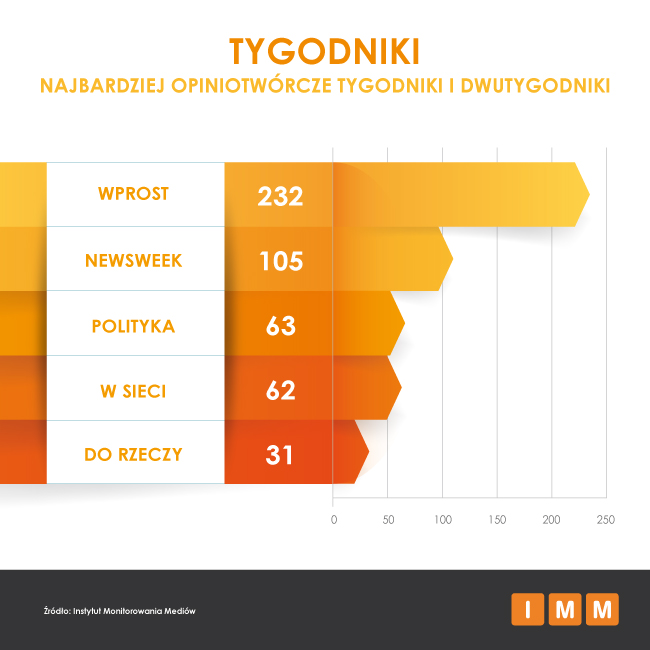 TYGODNIKI
NAJBARDZIEJ OPINIOTWÓRCZE TYGODNIKI I DWUTYGODNIKI
WPROST 232
NEWSWEEK 105
POLITYKA 63
W SIECI 62
DO RZECZY 31
0 50 100 150 200 250
Źródło: Instytut Monitorowania Mediów
IMM